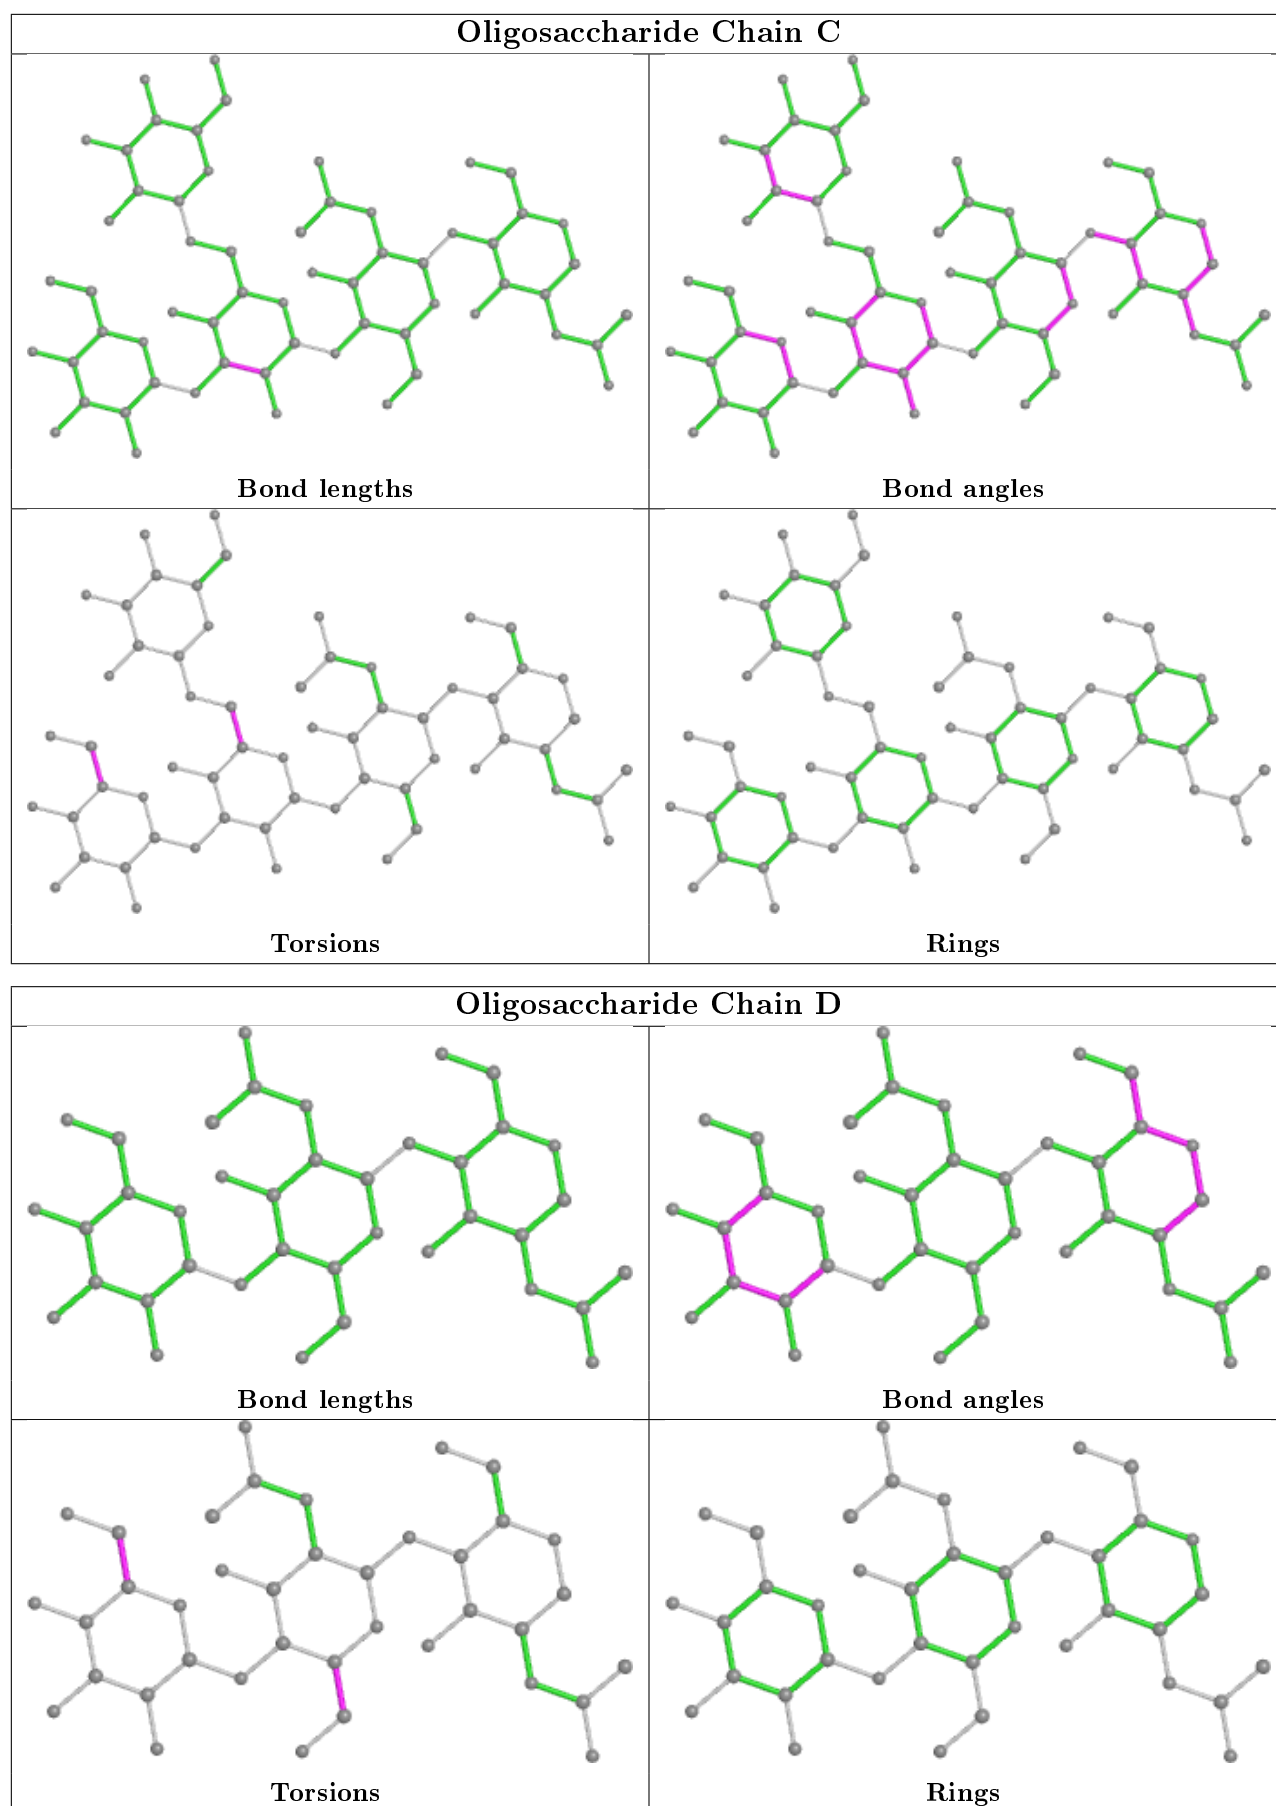 Oligosaccharide Chain C
Bond lengths
Bond angles
Torsions
Rings
Oligosaccharide Chain D
Bond lengths
Bond angles
Torsions
Rings